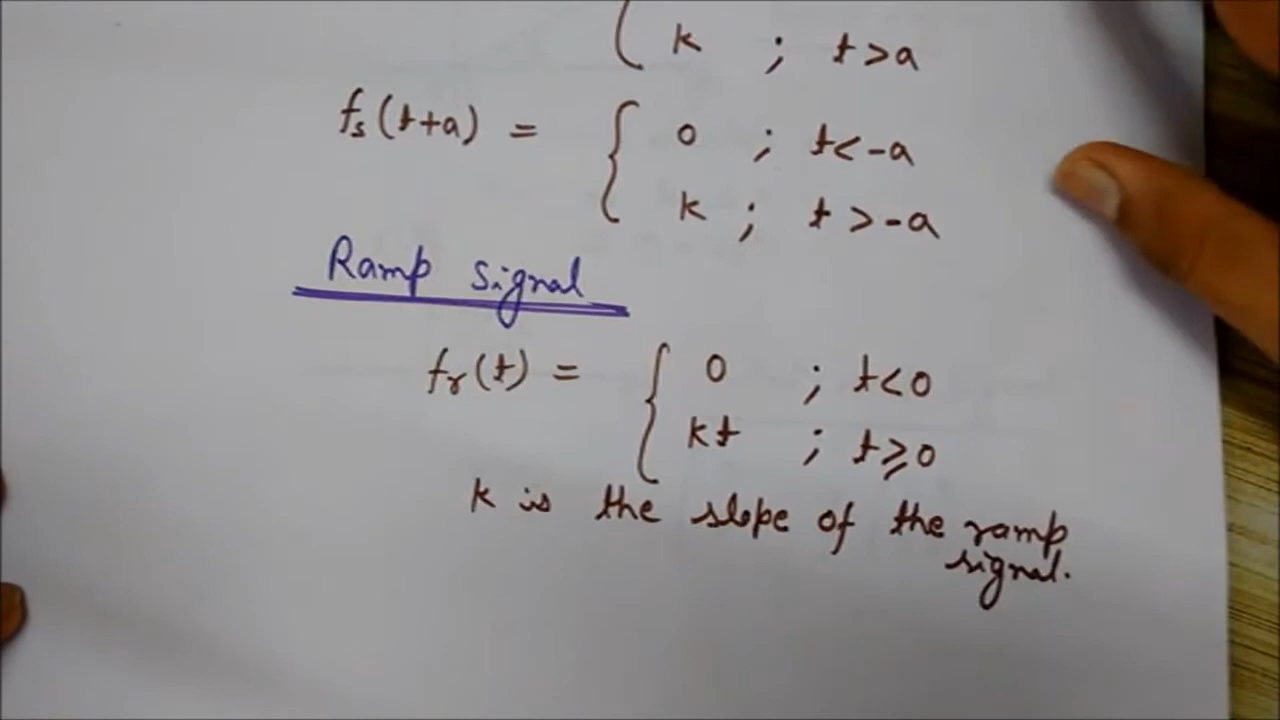 k ; t>a
fs(t+a) = { 0 ; t<-a
k ; t>-a
Ramp Signal
fr(t) = { 0 ; t<0
kt ; t≥0
k is the slope of the ramp
signal.